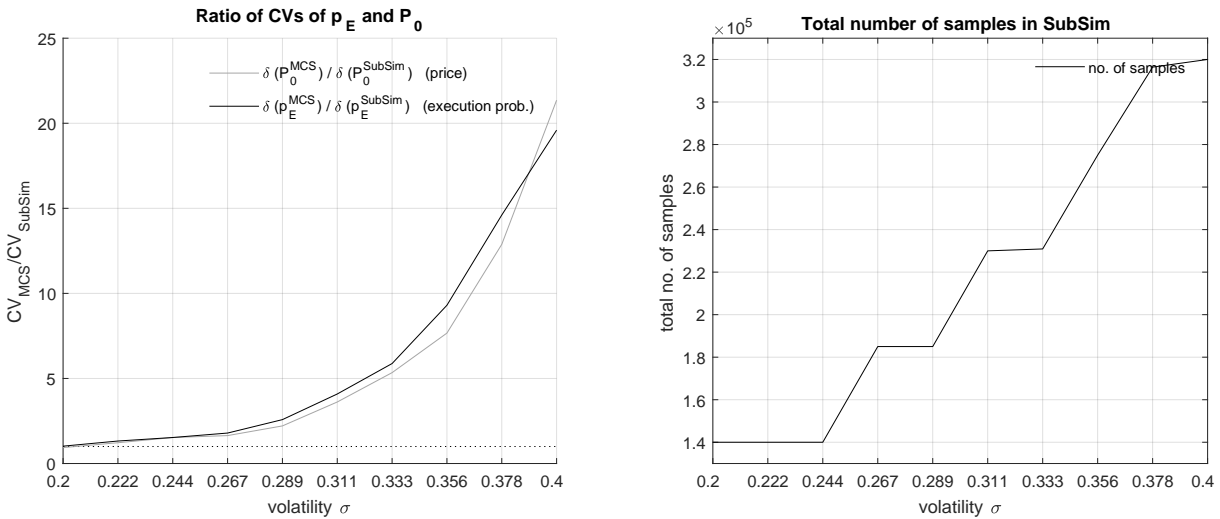 Ratio of CVs of p_E and P_0
25
20
15
10
5
0
CV_MCS/CV_SubSim
δ (P_0^MCS) / δ (P_0^SubSim) (price)
δ (p_E^MCS) / δ (p_E^SubSim) (execution prob.)
0.2 0.222 0.244 0.267 0.289 0.311 0.333 0.356 0.378 0.4
volatility σ
Total number of samples in SubSim
×10^5
3.2
3
2.8
2.6
2.4
2.2
2
1.8
1.6
1.4
total no. of samples
no. of samples
0.2 0.222 0.244 0.267 0.289 0.311 0.333 0.356 0.378 0.4
volatility σ